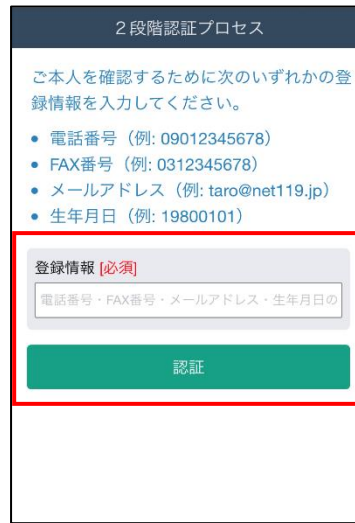 ２段階認証プロセス
ご本人を確認するために次のいずれかの登
録情報を入力してください。
• 電話番号（例: 09012345678）
• FAX番号（例: 0312345678）
• メールアドレス（例: taro@net119.jp）
• 生年月日（例: 19800101）
登録情報 [必須]
電話番号・FAX番号・メールアドレス・生年月日の
認証